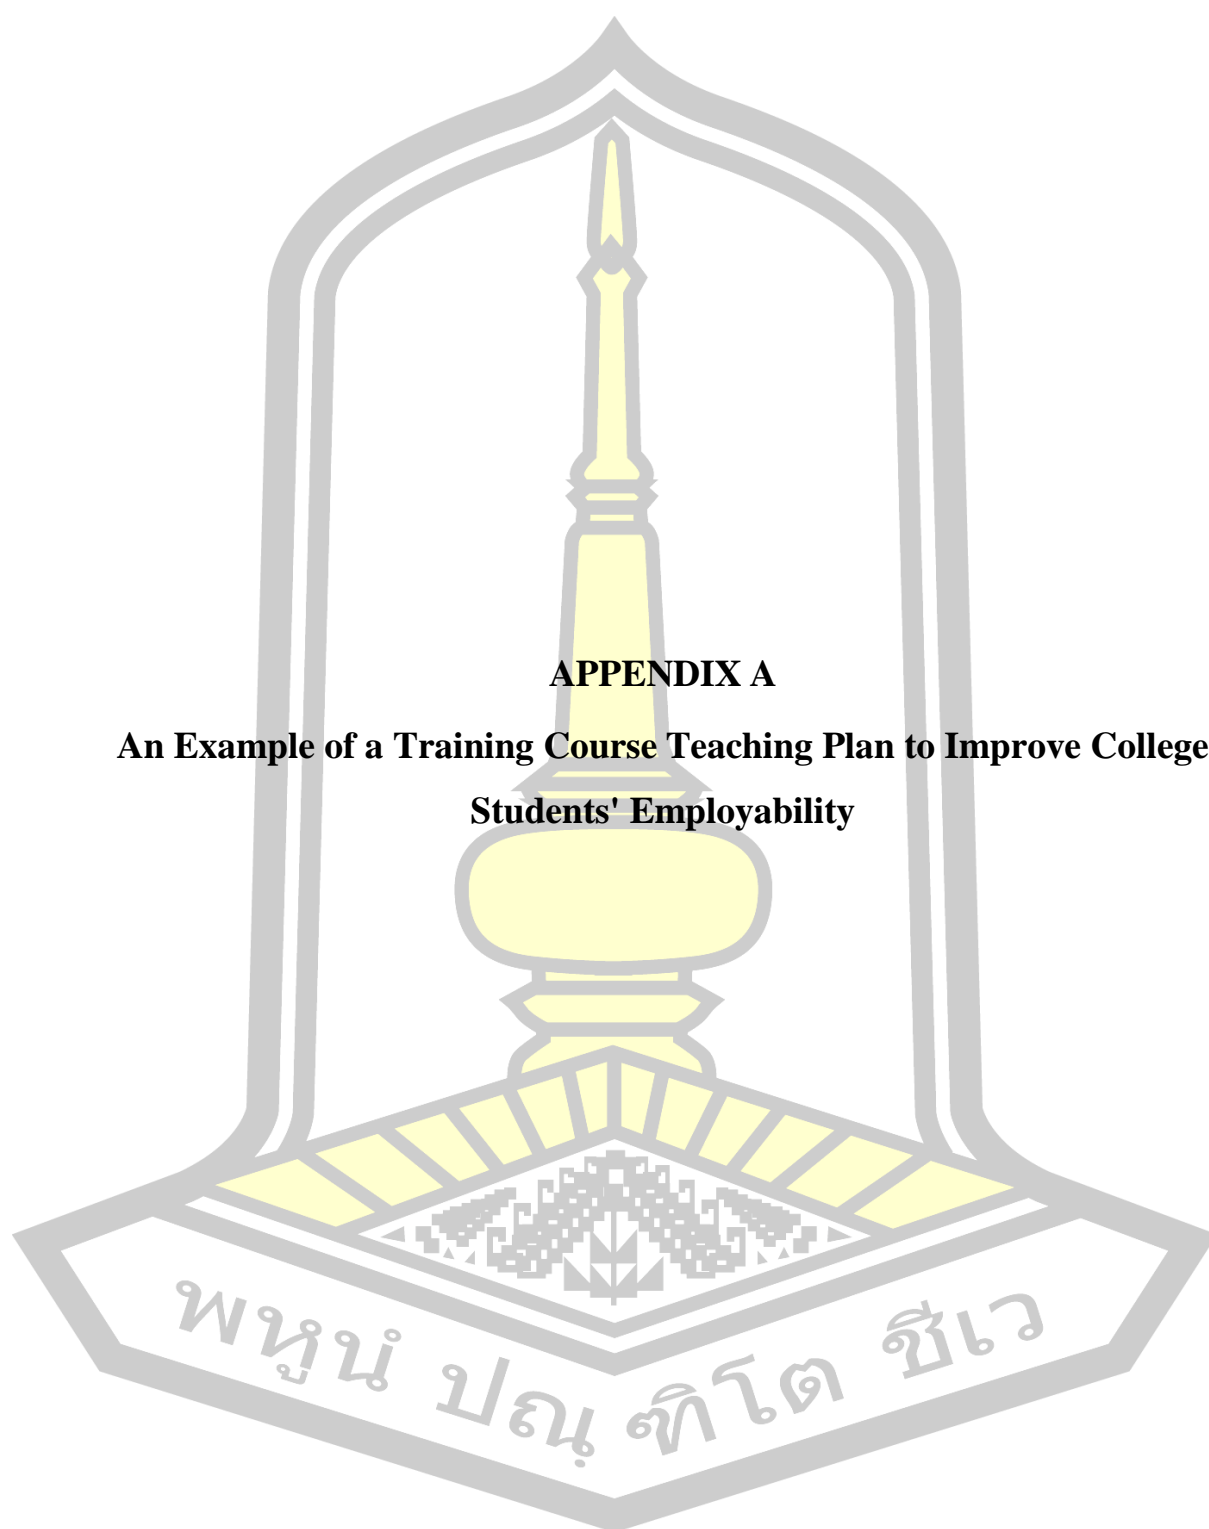 APPENDIX A
An Example of a Training Course Teaching Plan to Improve College
Students' Employability
พหูนํ ปณฺฑิโต ชีเว